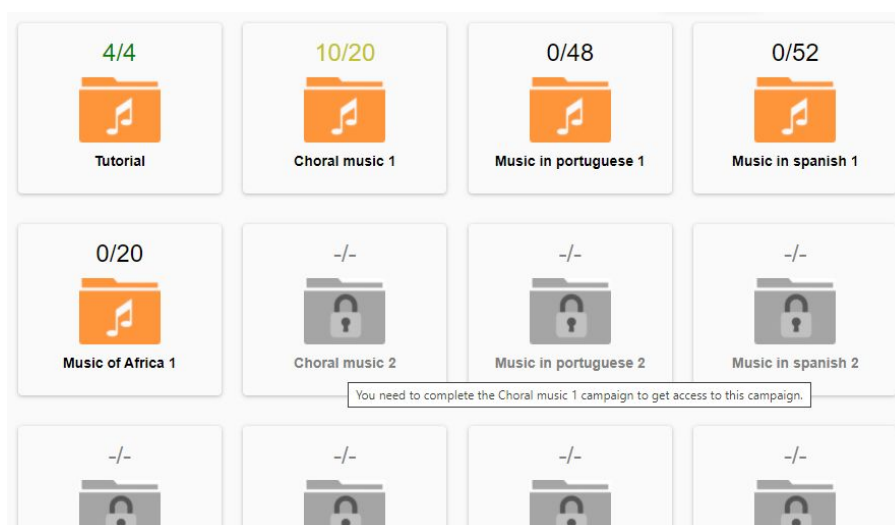 4/4
10/20
0/48
0/52
Tutorial
Choral music 1
Music in portuguese 1
Music in spanish 1
0/20
-/-
-/-
-/-
Music of Africa 1
Choral music 2
Music in portuguese 2
Music in spanish 2
You need to complete the Choral music 1 campaign to get access to this campaign.
-/-
-/-
-/-
-/-